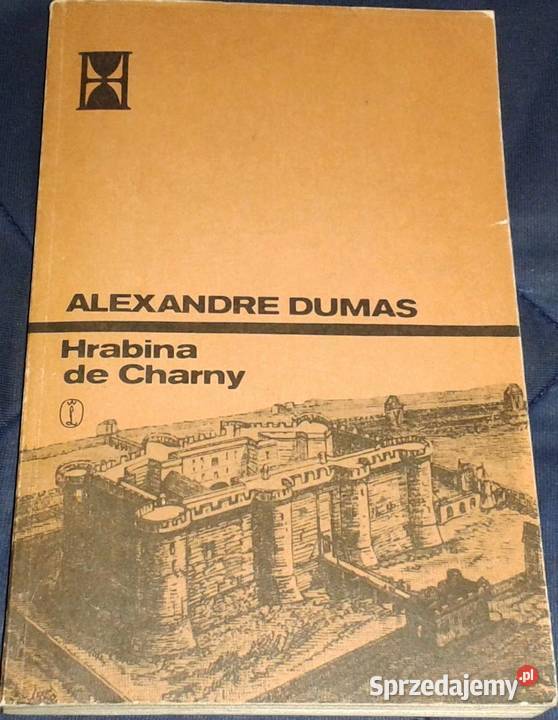 ALEXANDRE DUMAS
Hrabina
de Charny
Sprzedajemy.pl